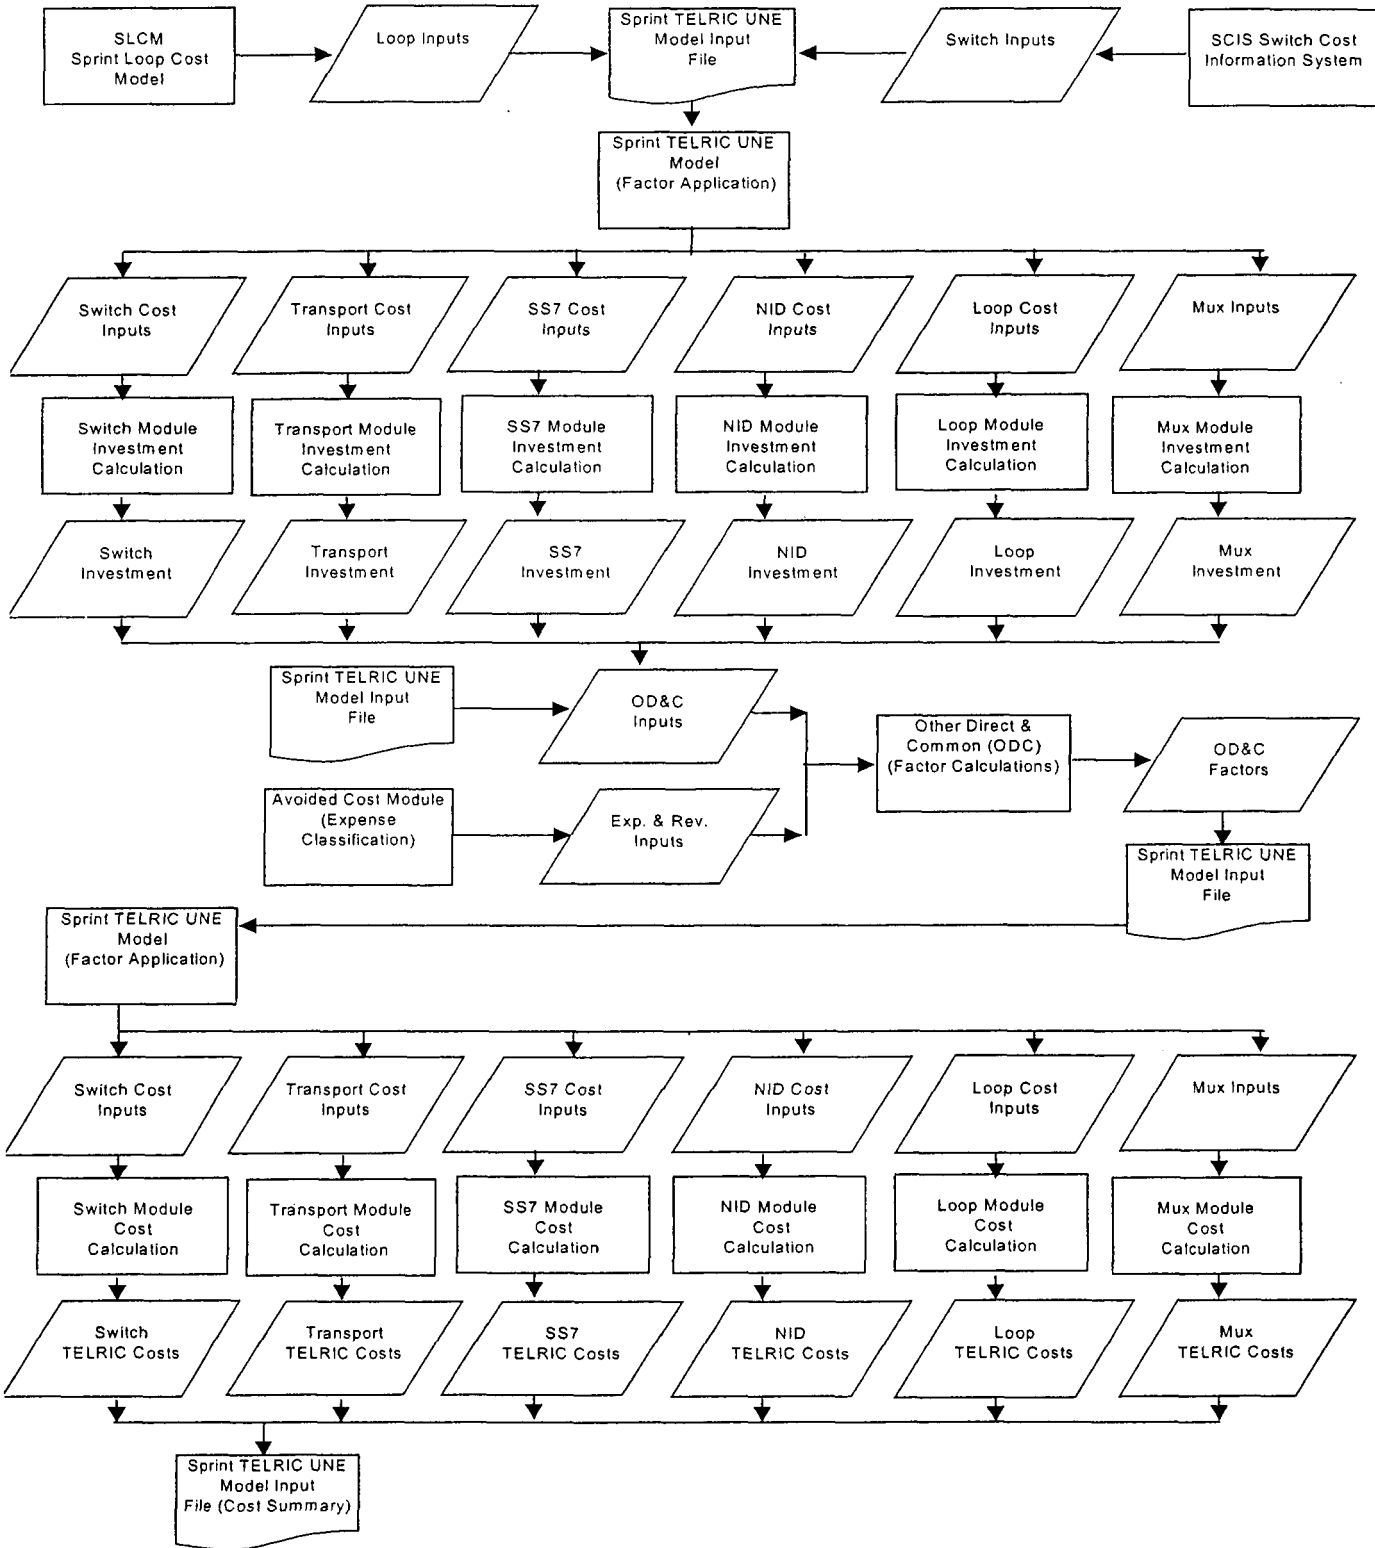 SLCM
Sprint Loop Cost
Model
Loop Inputs
Sprint TELRIC UNE
Model Input
File
Switch Inputs
SCIS Switch Cost
Information System
Sprint TELRIC UNE
Model
(Factor Application)
Switch Cost
Inputs
Transport Cost
Inputs
SS7 Cost
Inputs
NID Cost
Inputs
Loop Cost
Inputs
Mux Inputs
Switch Module
Investment
Calculation
Transport Module
Investment
Calculation
SS7 Module
Investment
Calculation
NID Module
Investment
Calculation
Loop Module
Investment
Calculation
Mux Module
Investment
Calculation
Switch
Investment
Transport
Investment
SS7
Investment
NID
Investment
Loop
Investment
Mux
Investment
Sprint TELRIC UNE
Model Input
File
OD&C
Inputs
Other Direct &
Common (ODC)
(Factor Calculations)
OD&C
Factors
Avoided Cost Module
(Expense
Classification)
Exp. & Rev.
Inputs
Sprint TELRIC UNE
Model Input
File
Sprint TELRIC UNE
Model
(Factor Application)
Switch Cost
Inputs
Transport Cost
Inputs
SS7 Cost
Inputs
NID Cost
Inputs
Loop Cost
Inputs
Mux Inputs
Switch Module
Cost
Calculation
Transport Module
Cost
Calculation
SS7 Module
Cost
Calculation
NID Module
Cost
Calculation
Loop Module
Cost
Calculation
Mux Module
Cost
Calculation
Switch
TELRIC Costs
Transport
TELRIC Costs
SS7
TELRIC Costs
NID
TELRIC Costs
Loop
TELRIC Costs
Mux
TELRIC Costs
Sprint TELRIC UNE
Model Input
File (Cost Summary)